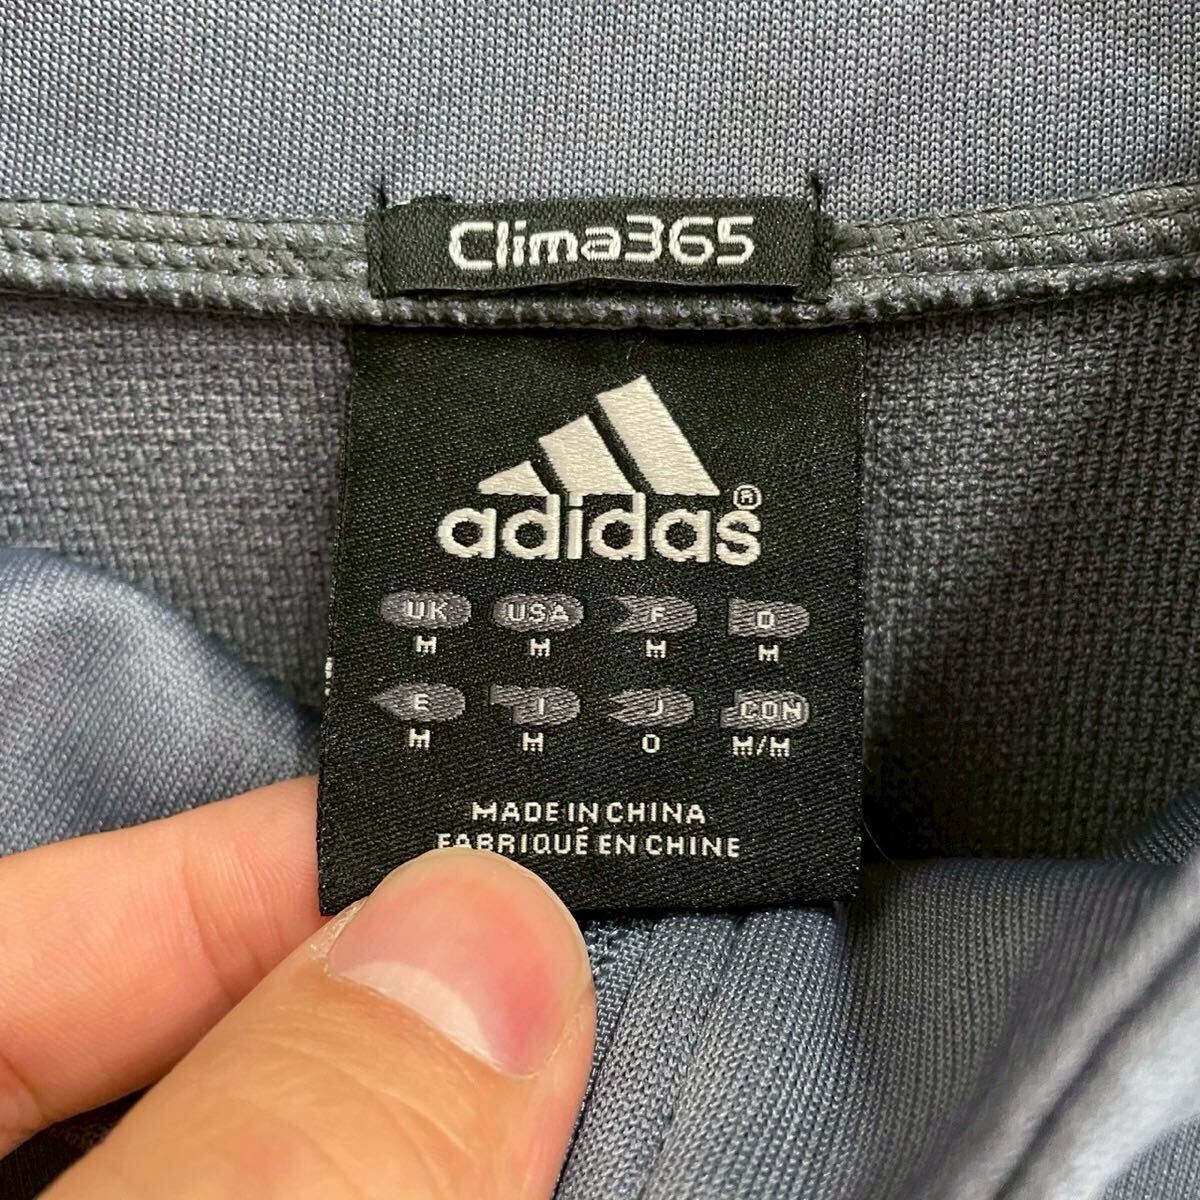 Clima365
adidas®
UK USA F D
M M M M
E I J CON
M M O M/M
MADE IN CHINA
FABRIQUÉ EN CHINE